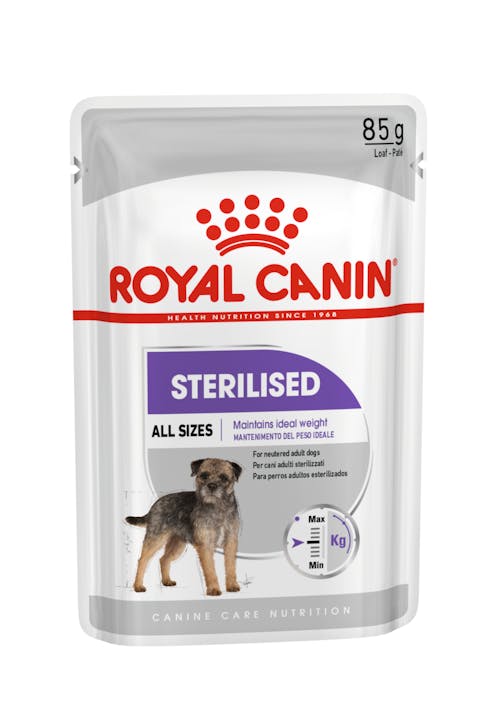 85g
Loaf - Paté
ROYAL CANIN®
HEALTH NUTRITION SINCE 1968
STERILISED
ALL SIZES
Maintains ideal weight
MANTENIMENTO DEL PESO IDEALE
For neutered adult dogs
Per cani adulti sterilizzati
Para perros adultos esterilizados
Max
Kg
Min
CANINE CARE NUTRITION